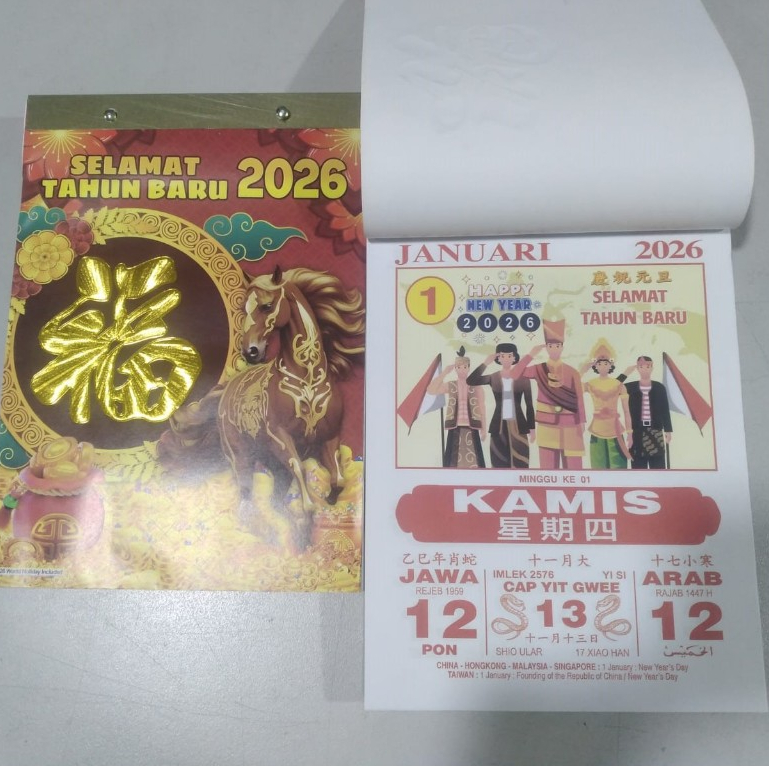 SELAMAT
TAHUN BARU 2026
福
World Holiday Included
JANUARI 2026
1
HAPPY
NEW YEAR
2026
慶祝元旦
SELAMAT
TAHUN BARU
MINGGU KE 01
KAMIS
星期四
乙巳年肖蛇
JAWA
REJEB 1959
12
PON
十一月大
IMLEK 2576 YI SI
CAP YIT GWEE
13
十一月十三日
SHIO ULAR 17 XIAO HAN
十七小寒
ARAB
RAJAB 1447 H
12
الخميس
CHINA - HONGKONG - MALAYSIA - SINGAPORE : 1 January : New Year's Day
TAIWAN : 1 January : Founding of the Republic of China / New Year's Day